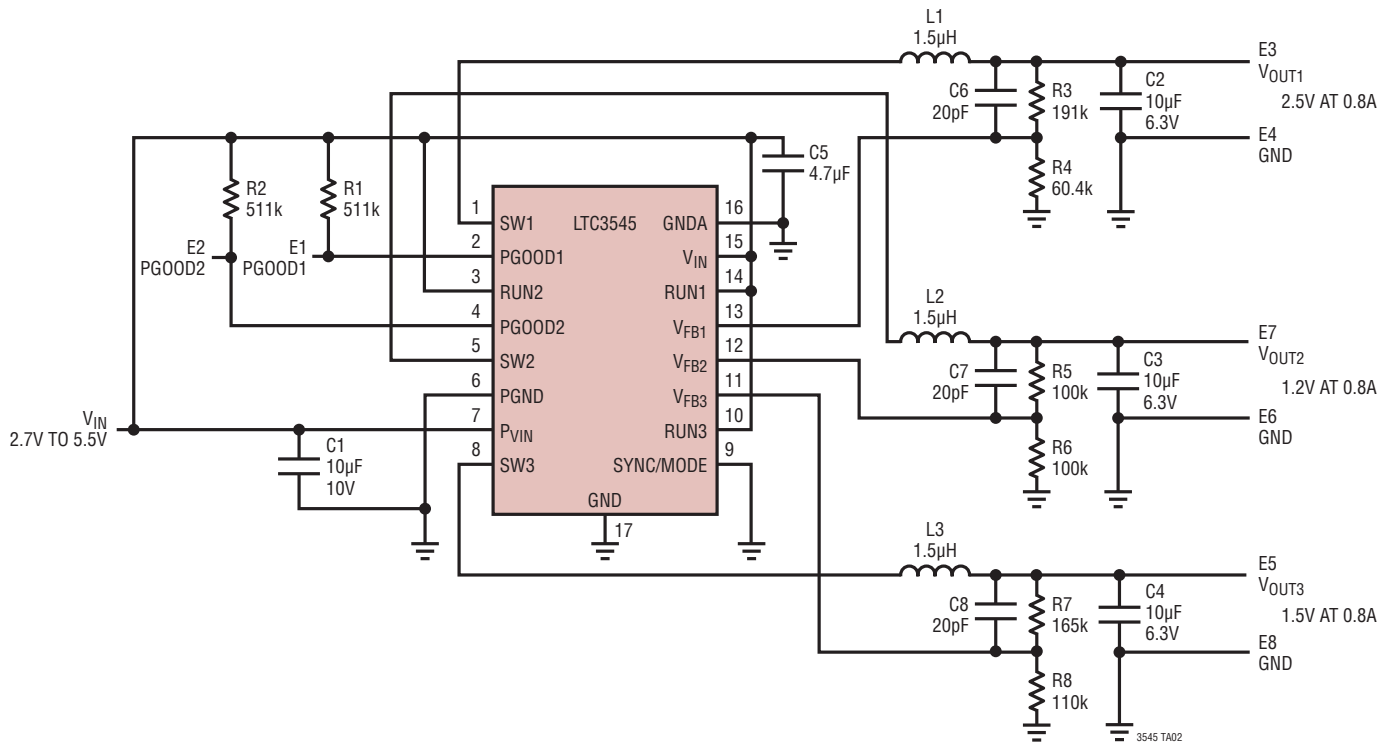 L1
1.5µH
E3
VOUT1
2.5V AT 0.8A
C6
20pF
R3
191k
C2
10µF
6.3V
E4
GND
R4
60.4k
C5
4.7µF
R2
511k
R1
511k
E2
PGOOD2
E1
PGOOD1
LTC3545
1
SW1
2
PGOOD1
3
RUN2
4
PGOOD2
5
SW2
6
PGND
7
PVIN
8
SW3
16
GNDA
15
VIN
14
RUN1
13
VFB1
12
VFB2
11
VFB3
10
RUN3
9
SYNC/MODE
GND
17
VIN
2.7V TO 5.5V
C1
10µF
10V
L2
1.5µH
E7
VOUT2
1.2V AT 0.8A
C7
20pF
R5
100k
C3
10µF
6.3V
E6
GND
R6
100k
L3
1.5µH
E5
VOUT3
1.5V AT 0.8A
C8
20pF
R7
165k
C4
10µF
6.3V
E8
GND
R8
110k
3545 TA02